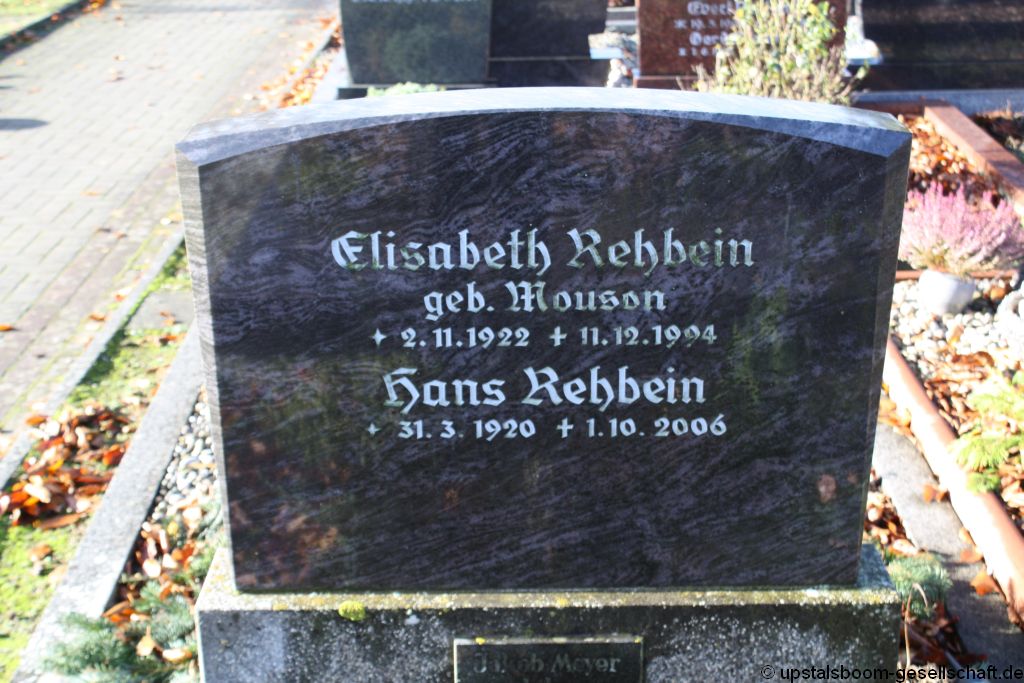 Elisabeth Rehbein
geb. Mouson
✦ 2.11.1922 ✝ 11.12.1994
Hans Rehbein
✦ 31.3.1920 ✝ 1.10.2006
Jakob Meyer
© upstalsboom-gesellschaft.de